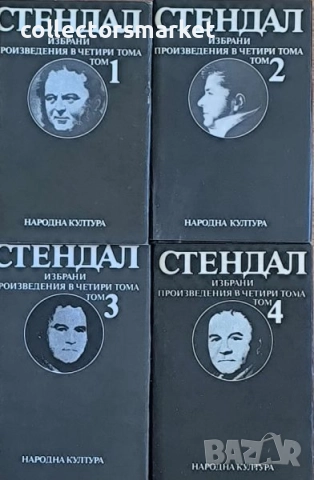 collectorsmarket
СТЕНДАЛ
ИЗБРАНИ
ПРОИЗВЕДЕНИЯ В ЧЕТИРИ ТОМА
ТОМ 1
НАРОДНА КУЛТУРА
СТЕНДАЛ
ИЗБРАНИ
ПРОИЗВЕДЕНИЯ В ЧЕТИРИ ТОМА
ТОМ 2
НАРОДНА КУЛТУРА
СТЕНДАЛ
ИЗБРАНИ
ПРОИЗВЕДЕНИЯ В ЧЕТИРИ ТОМА
ТОМ 3
НАРОДНА КУЛТУРА
СТЕНДАЛ
ИЗБРАНИ
ПРОИЗВЕДЕНИЯ В ЧЕТИРИ ТОМА
ТОМ 4
НАРОДНА КУЛТУРА
БАZАР